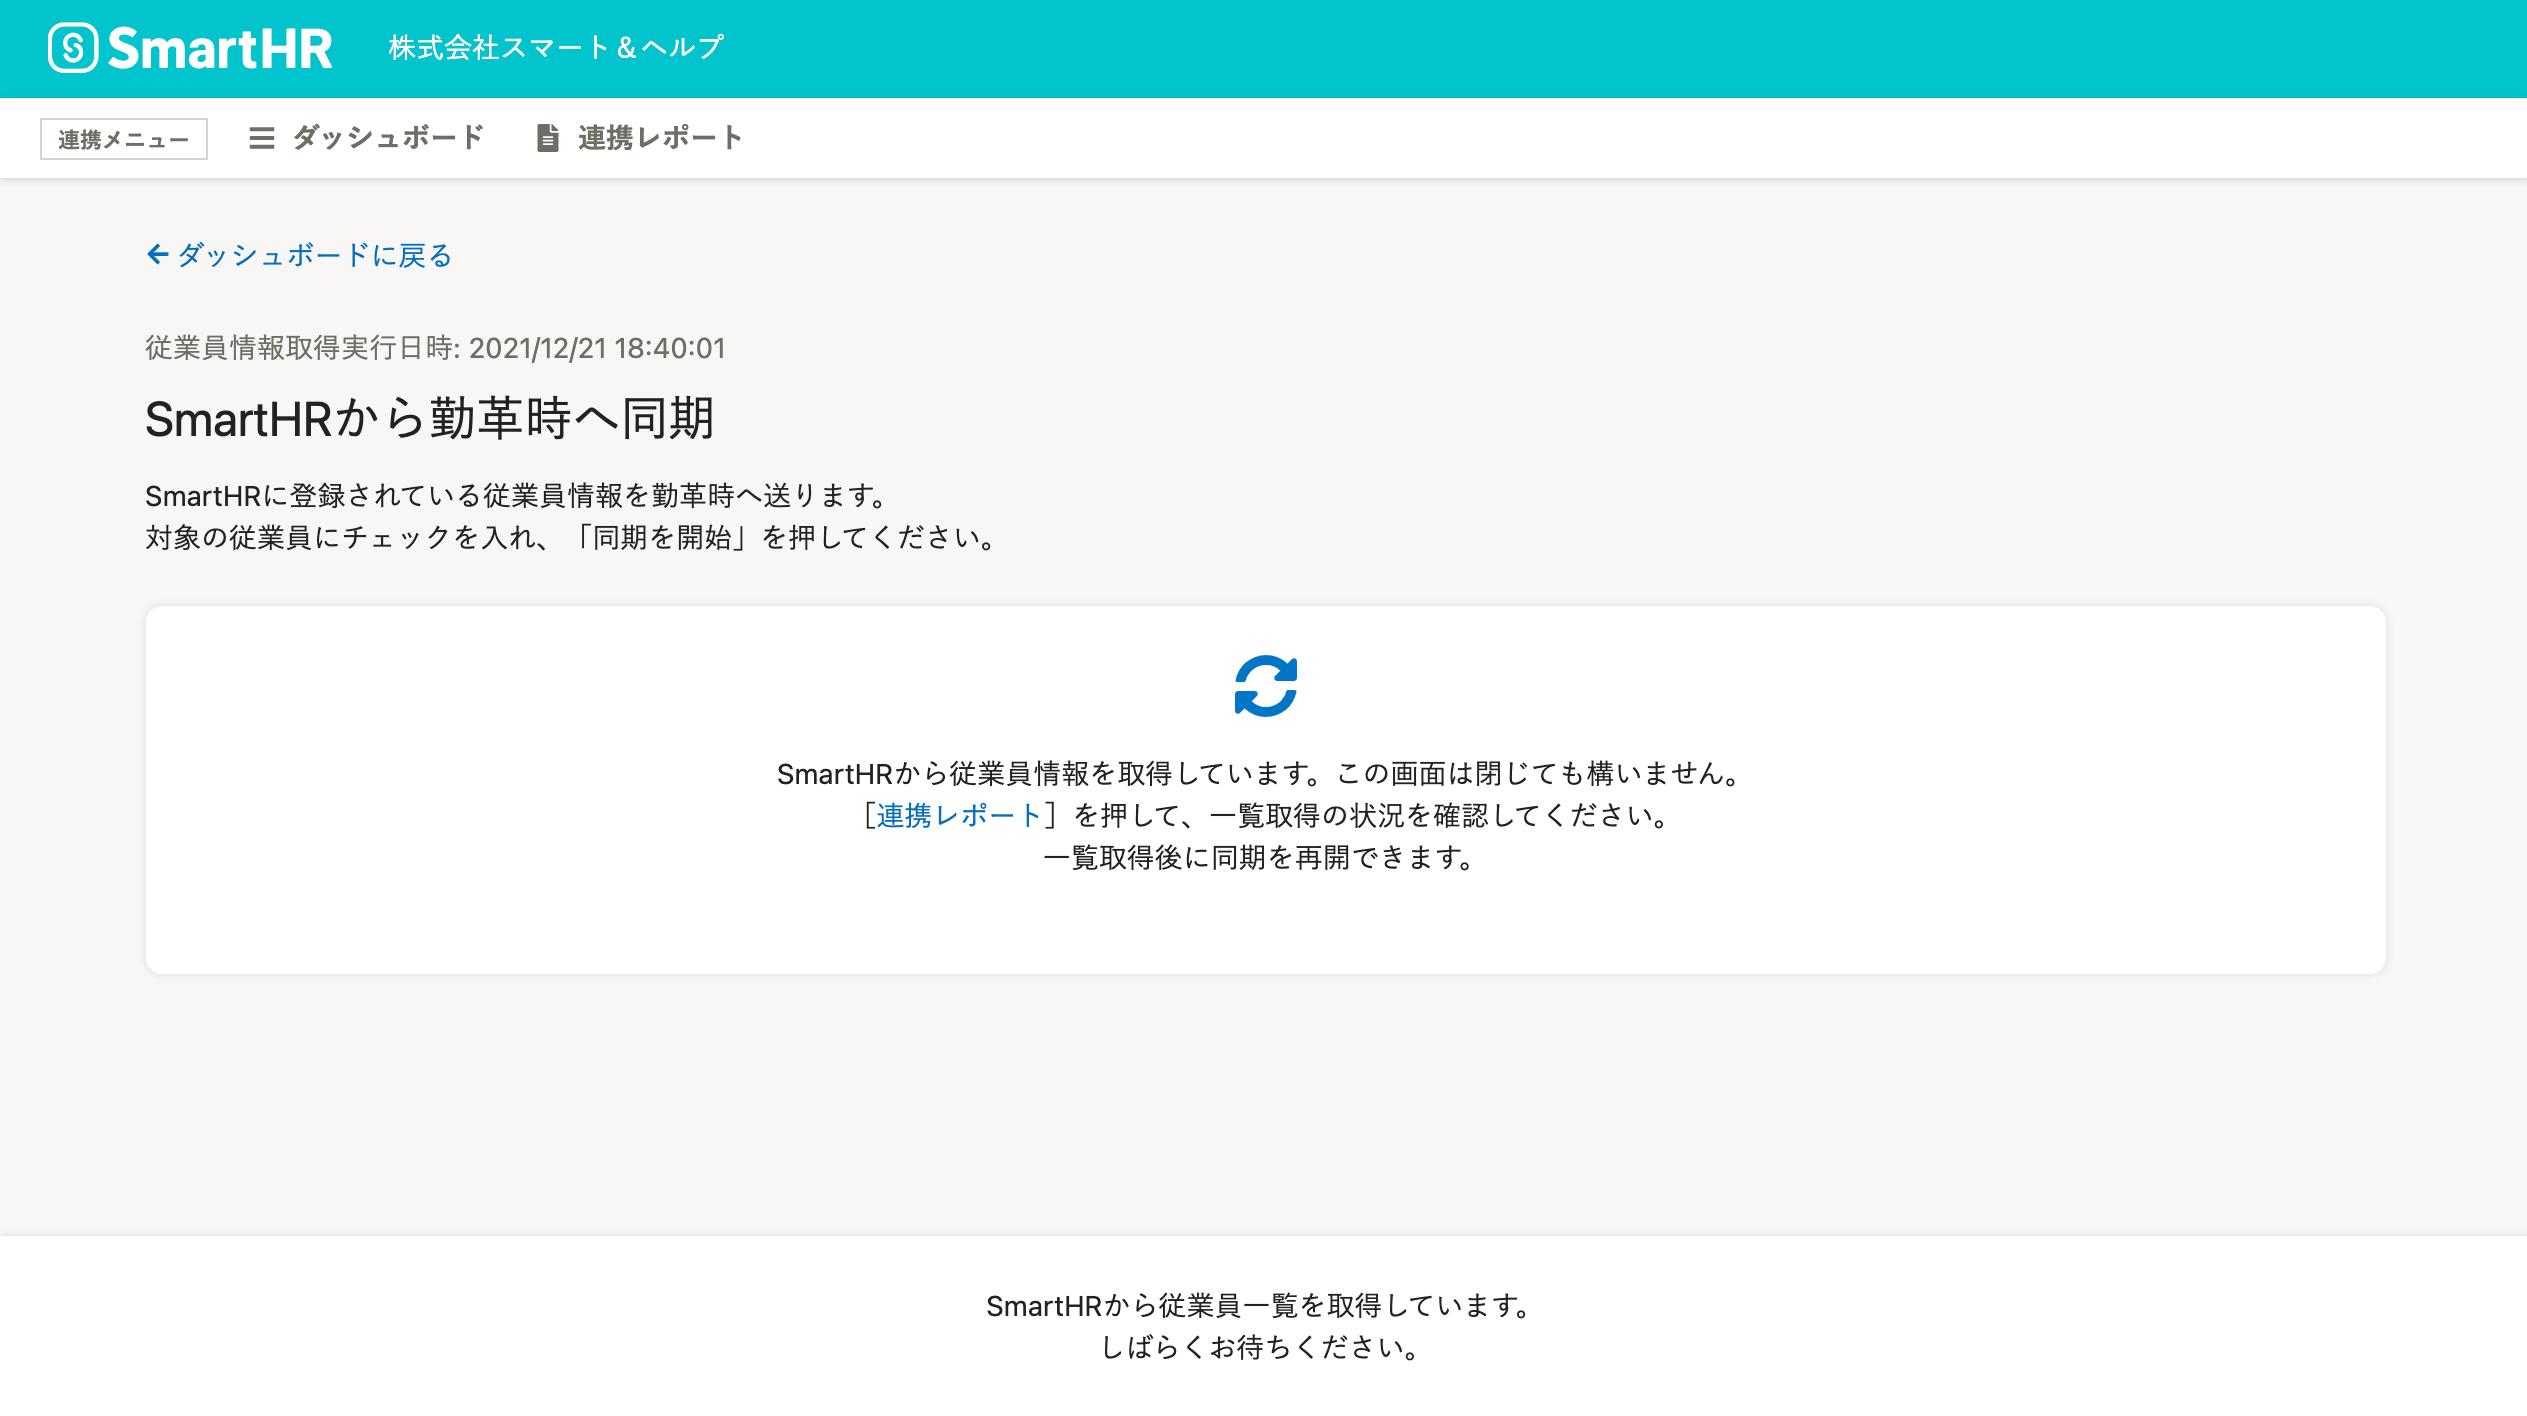 SmartHR 株式会社スマート＆ヘルプ
連携メニュー ダッシュボード 連携レポート
ダッシュボードに戻る
従業員情報取得実行日時: 2021/12/21 18:40:01
SmartHRから勤革時へ同期
SmartHRに登録されている従業員情報を勤革時へ送ります。
対象の従業員にチェックを入れ、「同期を開始」を押してください。
SmartHRから従業員情報を取得しています。この画面は閉じても構いません。
［連携レポート］を押して、一覧取得の状況を確認してください。
一覧取得後に同期を再開できます。
SmartHRから従業員一覧を取得しています。
しばらくお待ちください。